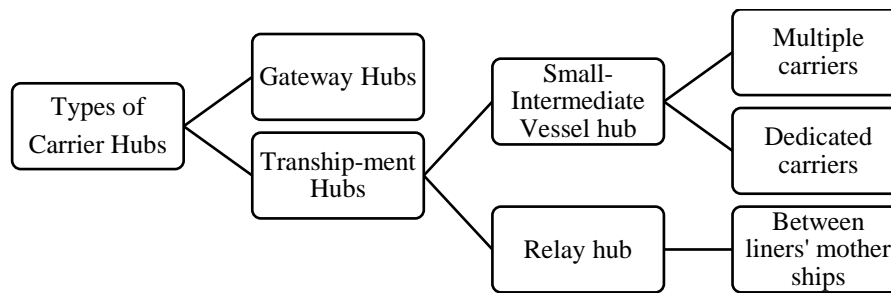 Types of
Carrier Hubs
Gateway Hubs
Tranship-ment
Hubs
Small-
Intermediate
Vessel hub
Relay hub
Multiple
carriers
Dedicated
carriers
Between
liners' mother
ships